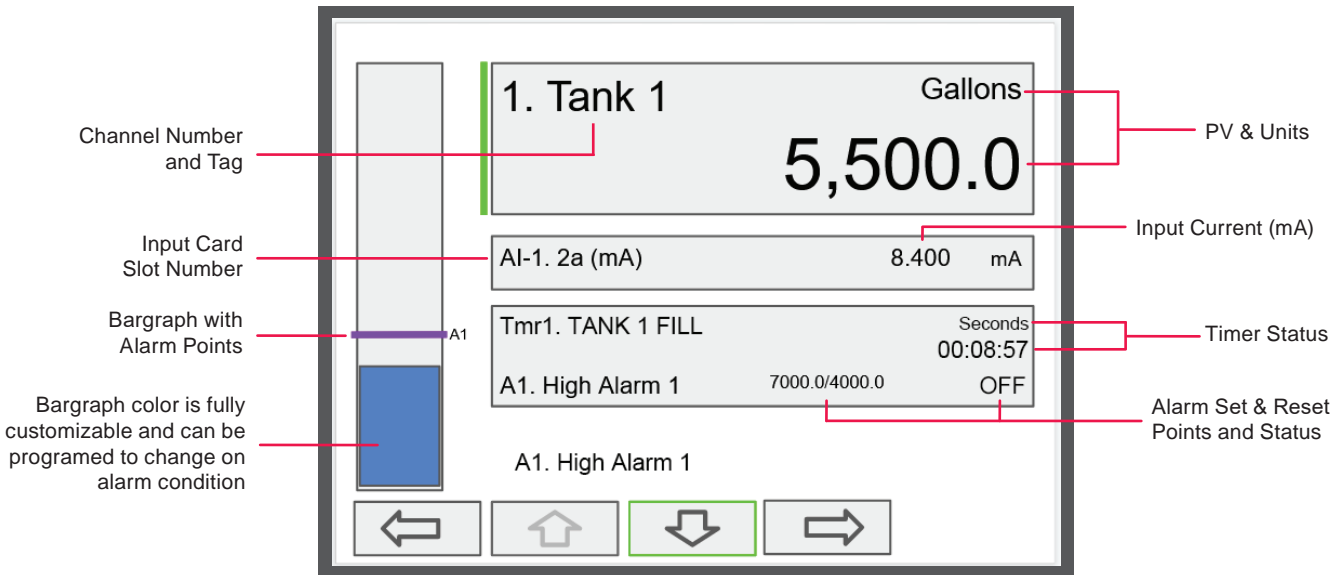 Channel Number
and Tag
Input Card
Slot Number
Bargraph with
Alarm Points
Bargraph color is fully
customizable and can be
programed to change on
alarm condition
A1
1. Tank 1
Gallons
5,500.0
AI-1. 2a (mA)
8.400 mA
Tmr1. TANK 1 FILL
Seconds
00:08:57
A1. High Alarm 1
7000.0/4000.0
OFF
A1. High Alarm 1
PV & Units
Input Current (mA)
Timer Status
Alarm Set & Reset
Points and Status